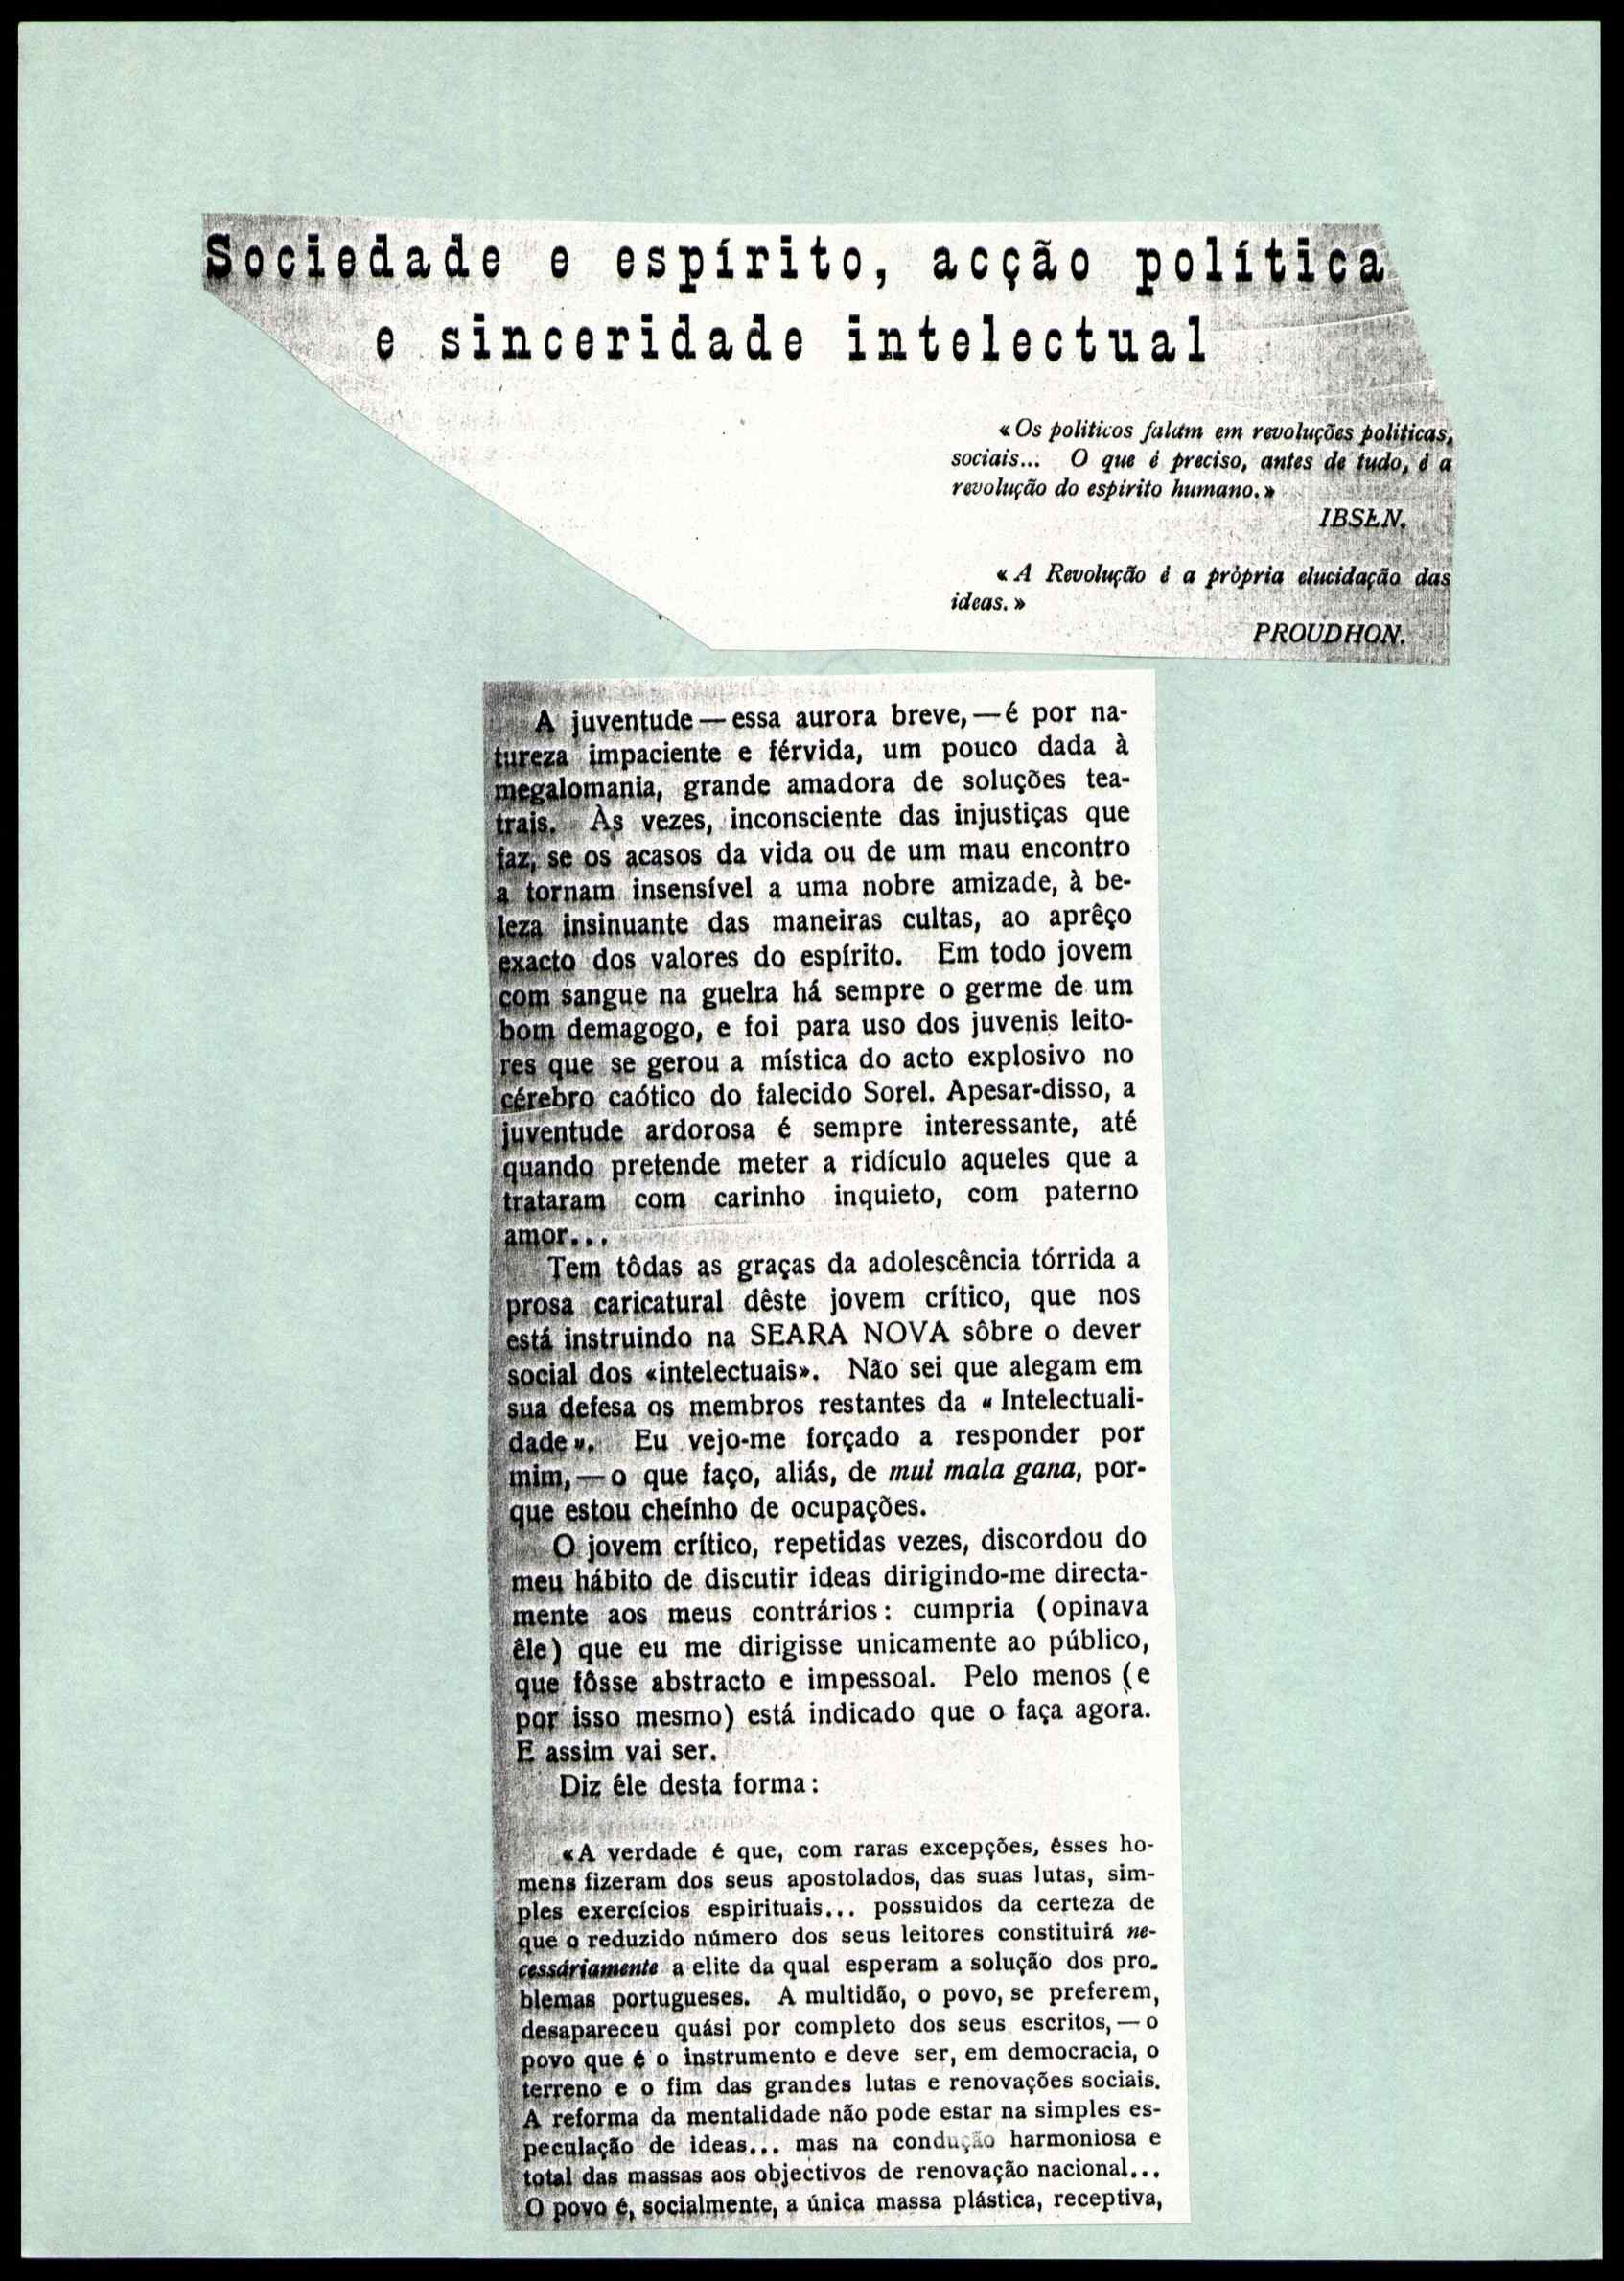 Sociedade e espírito, acção política
e sinceridade intelectual
«Os politicos falam em revoluções politicas,
sociais... O que é preciso, antes de tudo, é a
revolução do espirito humano.»
IBSEN.
«A Revolução é a própria elucidação das
ideas.»
PROUDHON.
A juventude — essa aurora breve, — é por na-
tureza impaciente e férvida, um pouco dada à
megalomania, grande amadora de soluções tea-
trais. Às vezes, inconsciente das injustiças que
faz, se os acasos da vida ou de um mau encontro
a tornam insensível a uma nobre amizade, à be-
leza insinuante das maneiras cultas, ao aprêço
exacto dos valores do espírito. Em todo jovem
com sangue na guelra há sempre o germe de um
bom demagogo, e foi para uso dos juvenis leito-
res que se gerou a mística do acto explosivo no
cérebro caótico do falecido Sorel. Apesar-disso, a
juventude ardorosa é sempre interessante, até
quando pretende meter a ridículo aqueles que a
trataram com carinho inquieto, com paterno
amor...
Tem tôdas as graças da adolescência tórrida a
prosa caricatural dêste jovem crítico, que nos
está instruindo na SEARA NOVA sôbre o dever
social dos «intelectuais». Não sei que alegam em
sua defesa os membros restantes da «Intelectuali-
dade». Eu vejo-me forçado a responder por
mim, — o que faço, aliás, de mui mala gana, por-
que estou cheínho de ocupações.
O jovem crítico, repetidas vezes, discordou do
meu hábito de discutir ideas dirigindo-me directa-
mente aos meus contrários: cumpria (opinava
êle) que eu me dirigisse unicamente ao público,
que fôsse abstracto e impessoal. Pelo menos (e
por isso mesmo) está indicado que o faça agora.
E assim vai ser.
Diz êle desta forma:
«A verdade é que, com raras excepções, êsses ho-
mens fizeram dos seus apostolados, das suas lutas, sim-
ples exercícios espirituais... possuidos da certeza de
que o reduzido número dos seus leitores constituirá ne-
cessáriamente a elite da qual esperam a solução dos pro.
blemas portugueses. A multidão, o povo, se preferem,
desapareceu quási por completo dos seus escritos, — o
povo que é o instrumento e deve ser, em democracia, o
terreno e o fim das grandes lutas e renovações sociais.
A reforma da mentalidade não pode estar na simples es-
peculação de ideas... mas na condução harmoniosa e
total das massas aos objectivos de renovação nacional...
O povo é, socialmente, a única massa plástica, receptiva,